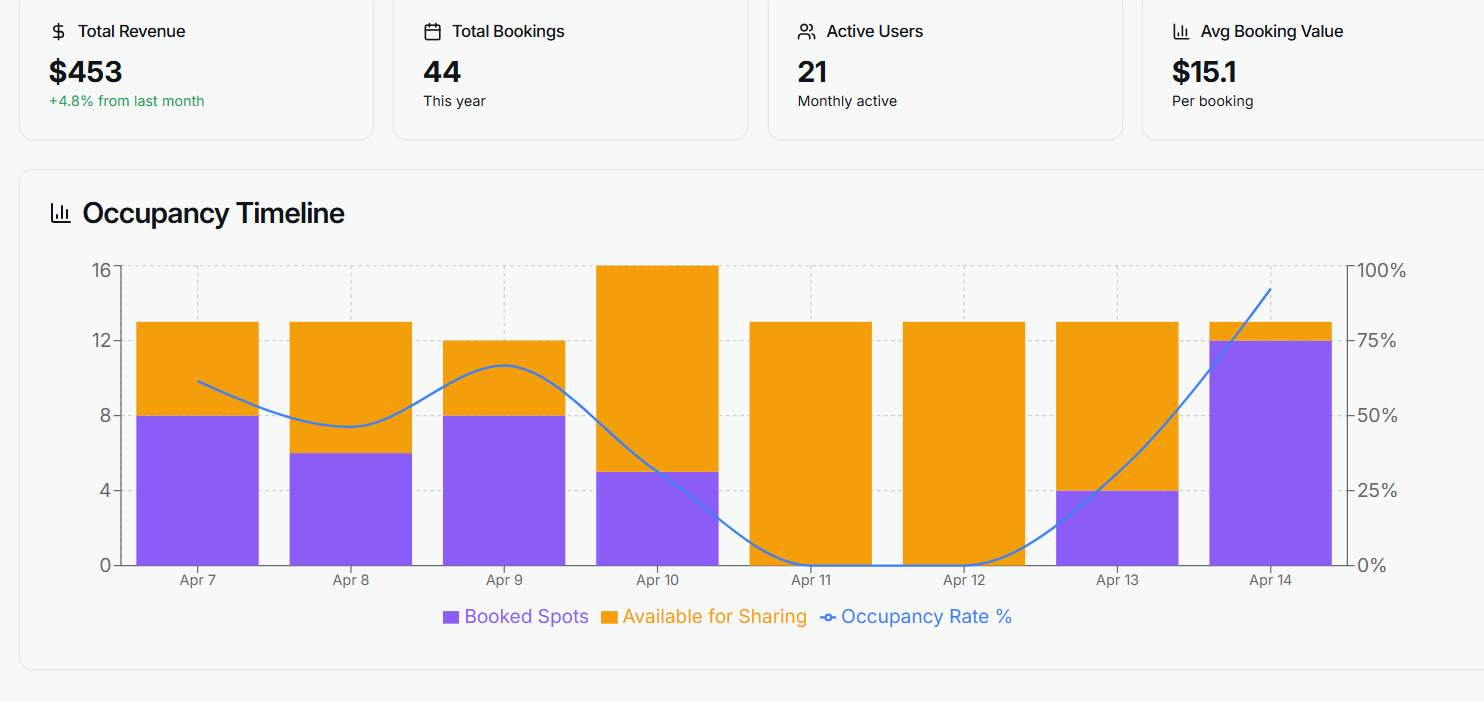 Total Revenue
$453
+4.8% from last month
Total Bookings
44
This year
Active Users
21
Monthly active
Avg Booking Value
$15.1
Per booking
Occupancy Timeline
16
12
8
4
0
100%
75%
50%
25%
0%
Apr 7 Apr 8 Apr 9 Apr 10 Apr 11 Apr 12 Apr 13 Apr 14
Booked Spots Available for Sharing Occupancy Rate %